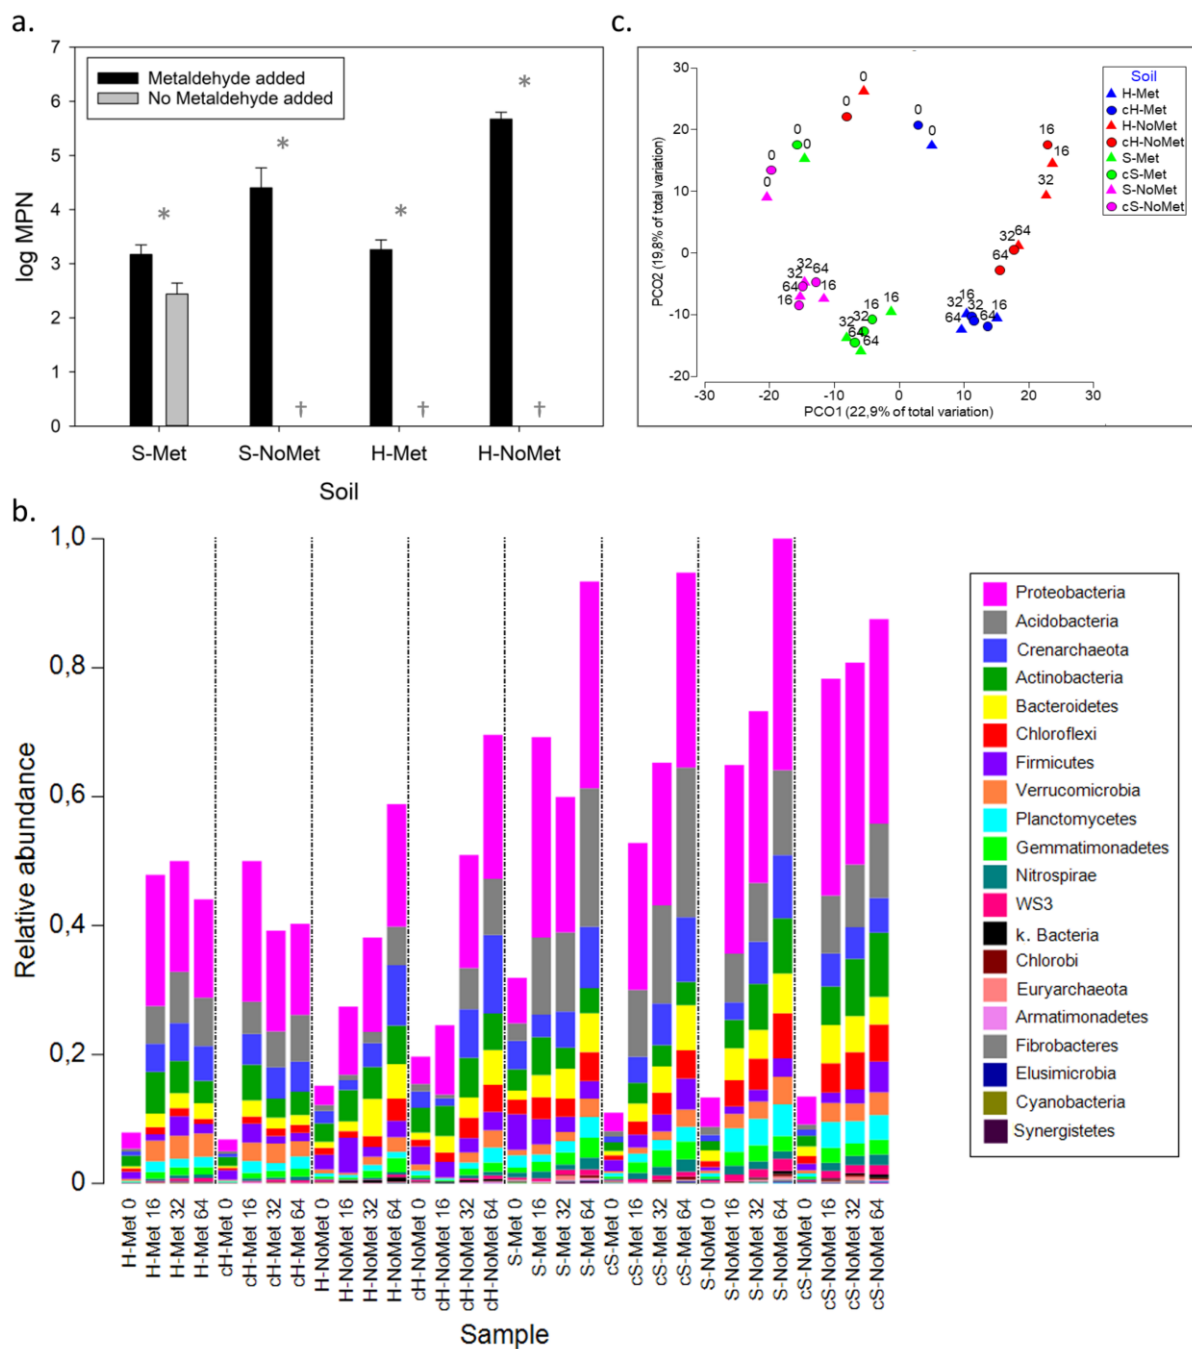 a.
7
6
5
4
3
2
1
0
log MPN
Metaldehyde added
No Metaldehyde added
*
*
*
*
†
†
†
S-Met
S-NoMet
H-Met
H-NoMet
Soil
c.
30
20
10
0
-10
-20
PCO2 (19,8% of total variation)
-30
-20
-10
0
10
20
30
PCO1 (22,9% of total variation)
0
0
0
0
0
0
0
0
16
16
32
32
64
64
32
64
32
64
16
16
16
16
32
32
64
64
32
16
32
16
64
64
Soil
H-Met
cH-Met
H-NoMet
cH-NoMet
S-Met
cS-Met
S-NoMet
cS-NoMet
b.
1,0
0,8
0,6
0,4
0,2
0
Relative abundance
H-Met 0
H-Met 16
H-Met 32
H-Met 64
cH-Met 0
cH-Met 16
cH-Met 32
cH-Met 64
H-NoMet 0
H-NoMet 16
H-NoMet 32
H-NoMet 64
cH-NoMet 0
cH-NoMet 16
cH-NoMet 32
cH-NoMet 64
S-Met 0
S-Met 16
S-Met 32
S-Met 64
cS-Met 0
cS-Met 16
cS-Met 32
cS-Met 64
S-NoMet 0
S-NoMet 16
S-NoMet 32
S-NoMet 64
cS-NoMet 0
cS-NoMet 16
cS-NoMet 32
cS-NoMet 64
Sample
Proteobacteria
Acidobacteria
Crenarchaeota
Actinobacteria
Bacteroidetes
Chloroflexi
Firmicutes
Verrucomicrobia
Planctomycetes
Gemmatimonadetes
Nitrospirae
WS3
k. Bacteria
Chlorobi
Euryarchaeota
Armatimonadetes
Fibrobacteres
Elusimicrobia
Cyanobacteria
Synergistetes